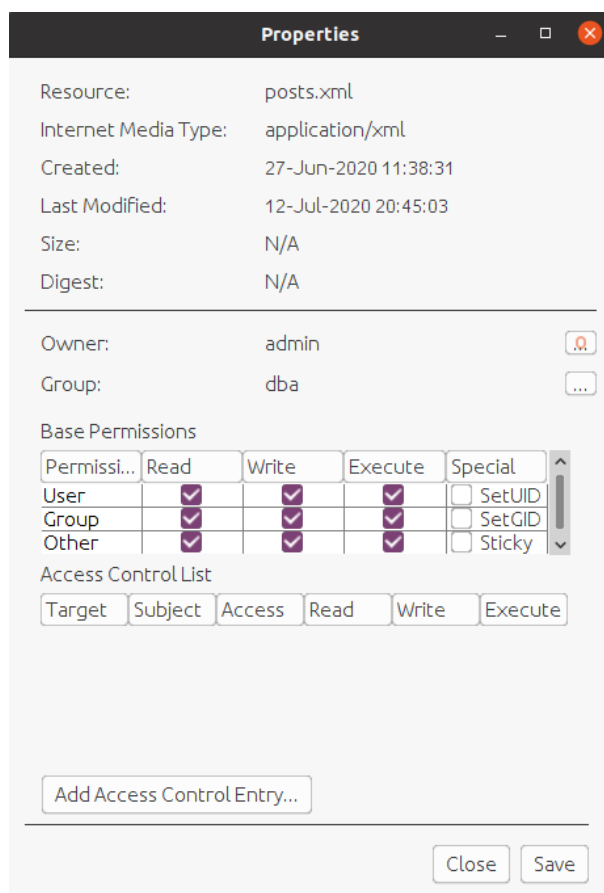 Properties
Resource: posts.xml
Internet Media Type: application/xml
Created: 27-Jun-2020 11:38:31
Last Modified: 12-Jul-2020 20:45:03
Size: N/A
Digest: N/A
Owner: admin
Group: dba ...
Base Permissions
Permissi... Read Write Execute Special
User SetUID
Group SetGID
Other Sticky
Access Control List
Target Subject Access Read Write Execute
Add Access Control Entry...
Close Save